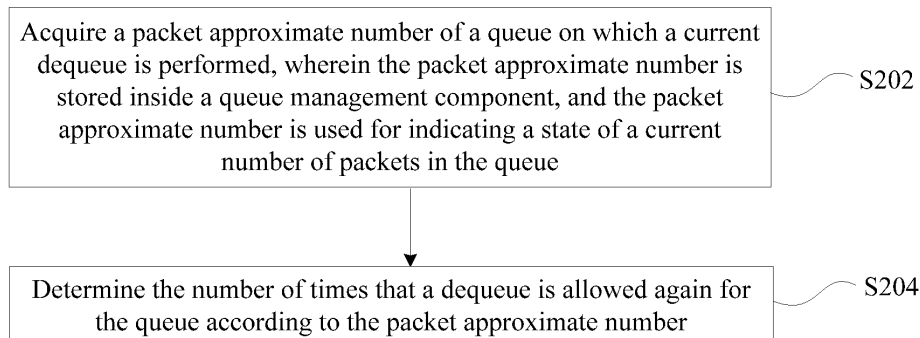 Acquire a packet approximate number of a queue on which a current
dequeue is performed, wherein the packet approximate number is
stored inside a queue management component, and the packet
approximate number is used for indicating a state of a current
number of packets in the queue
S202
Determine the number of times that a dequeue is allowed again for
the queue according to the packet approximate number
S204